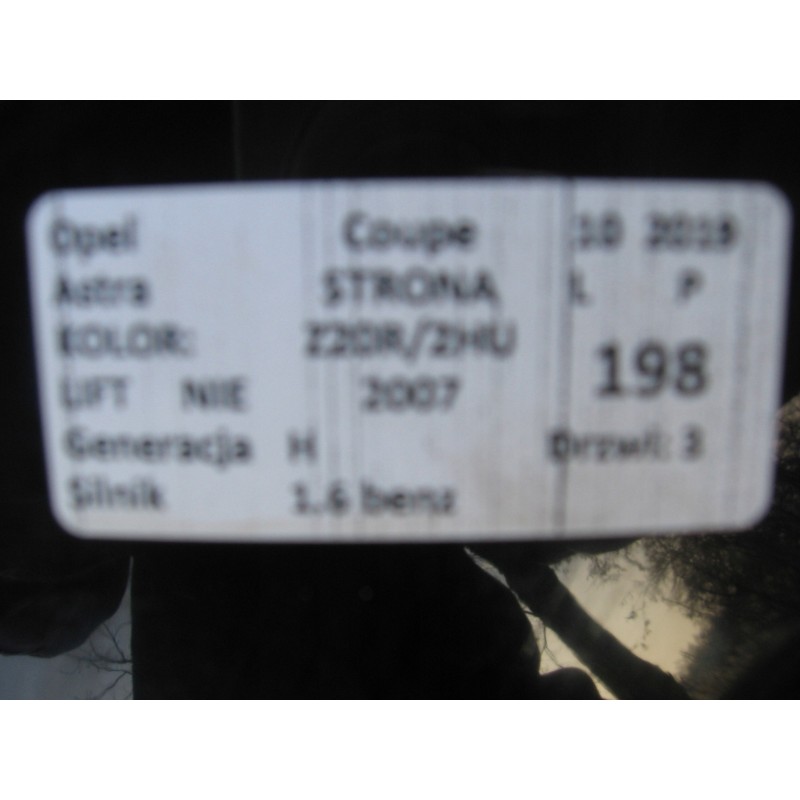 Opel Coupe 10 2019
Astra STRONA L P
KOLOR: Z20R/2HU
LIFT NIE 2007 198
Generacja H Drzwi: 3
Silnik 1.6 benz